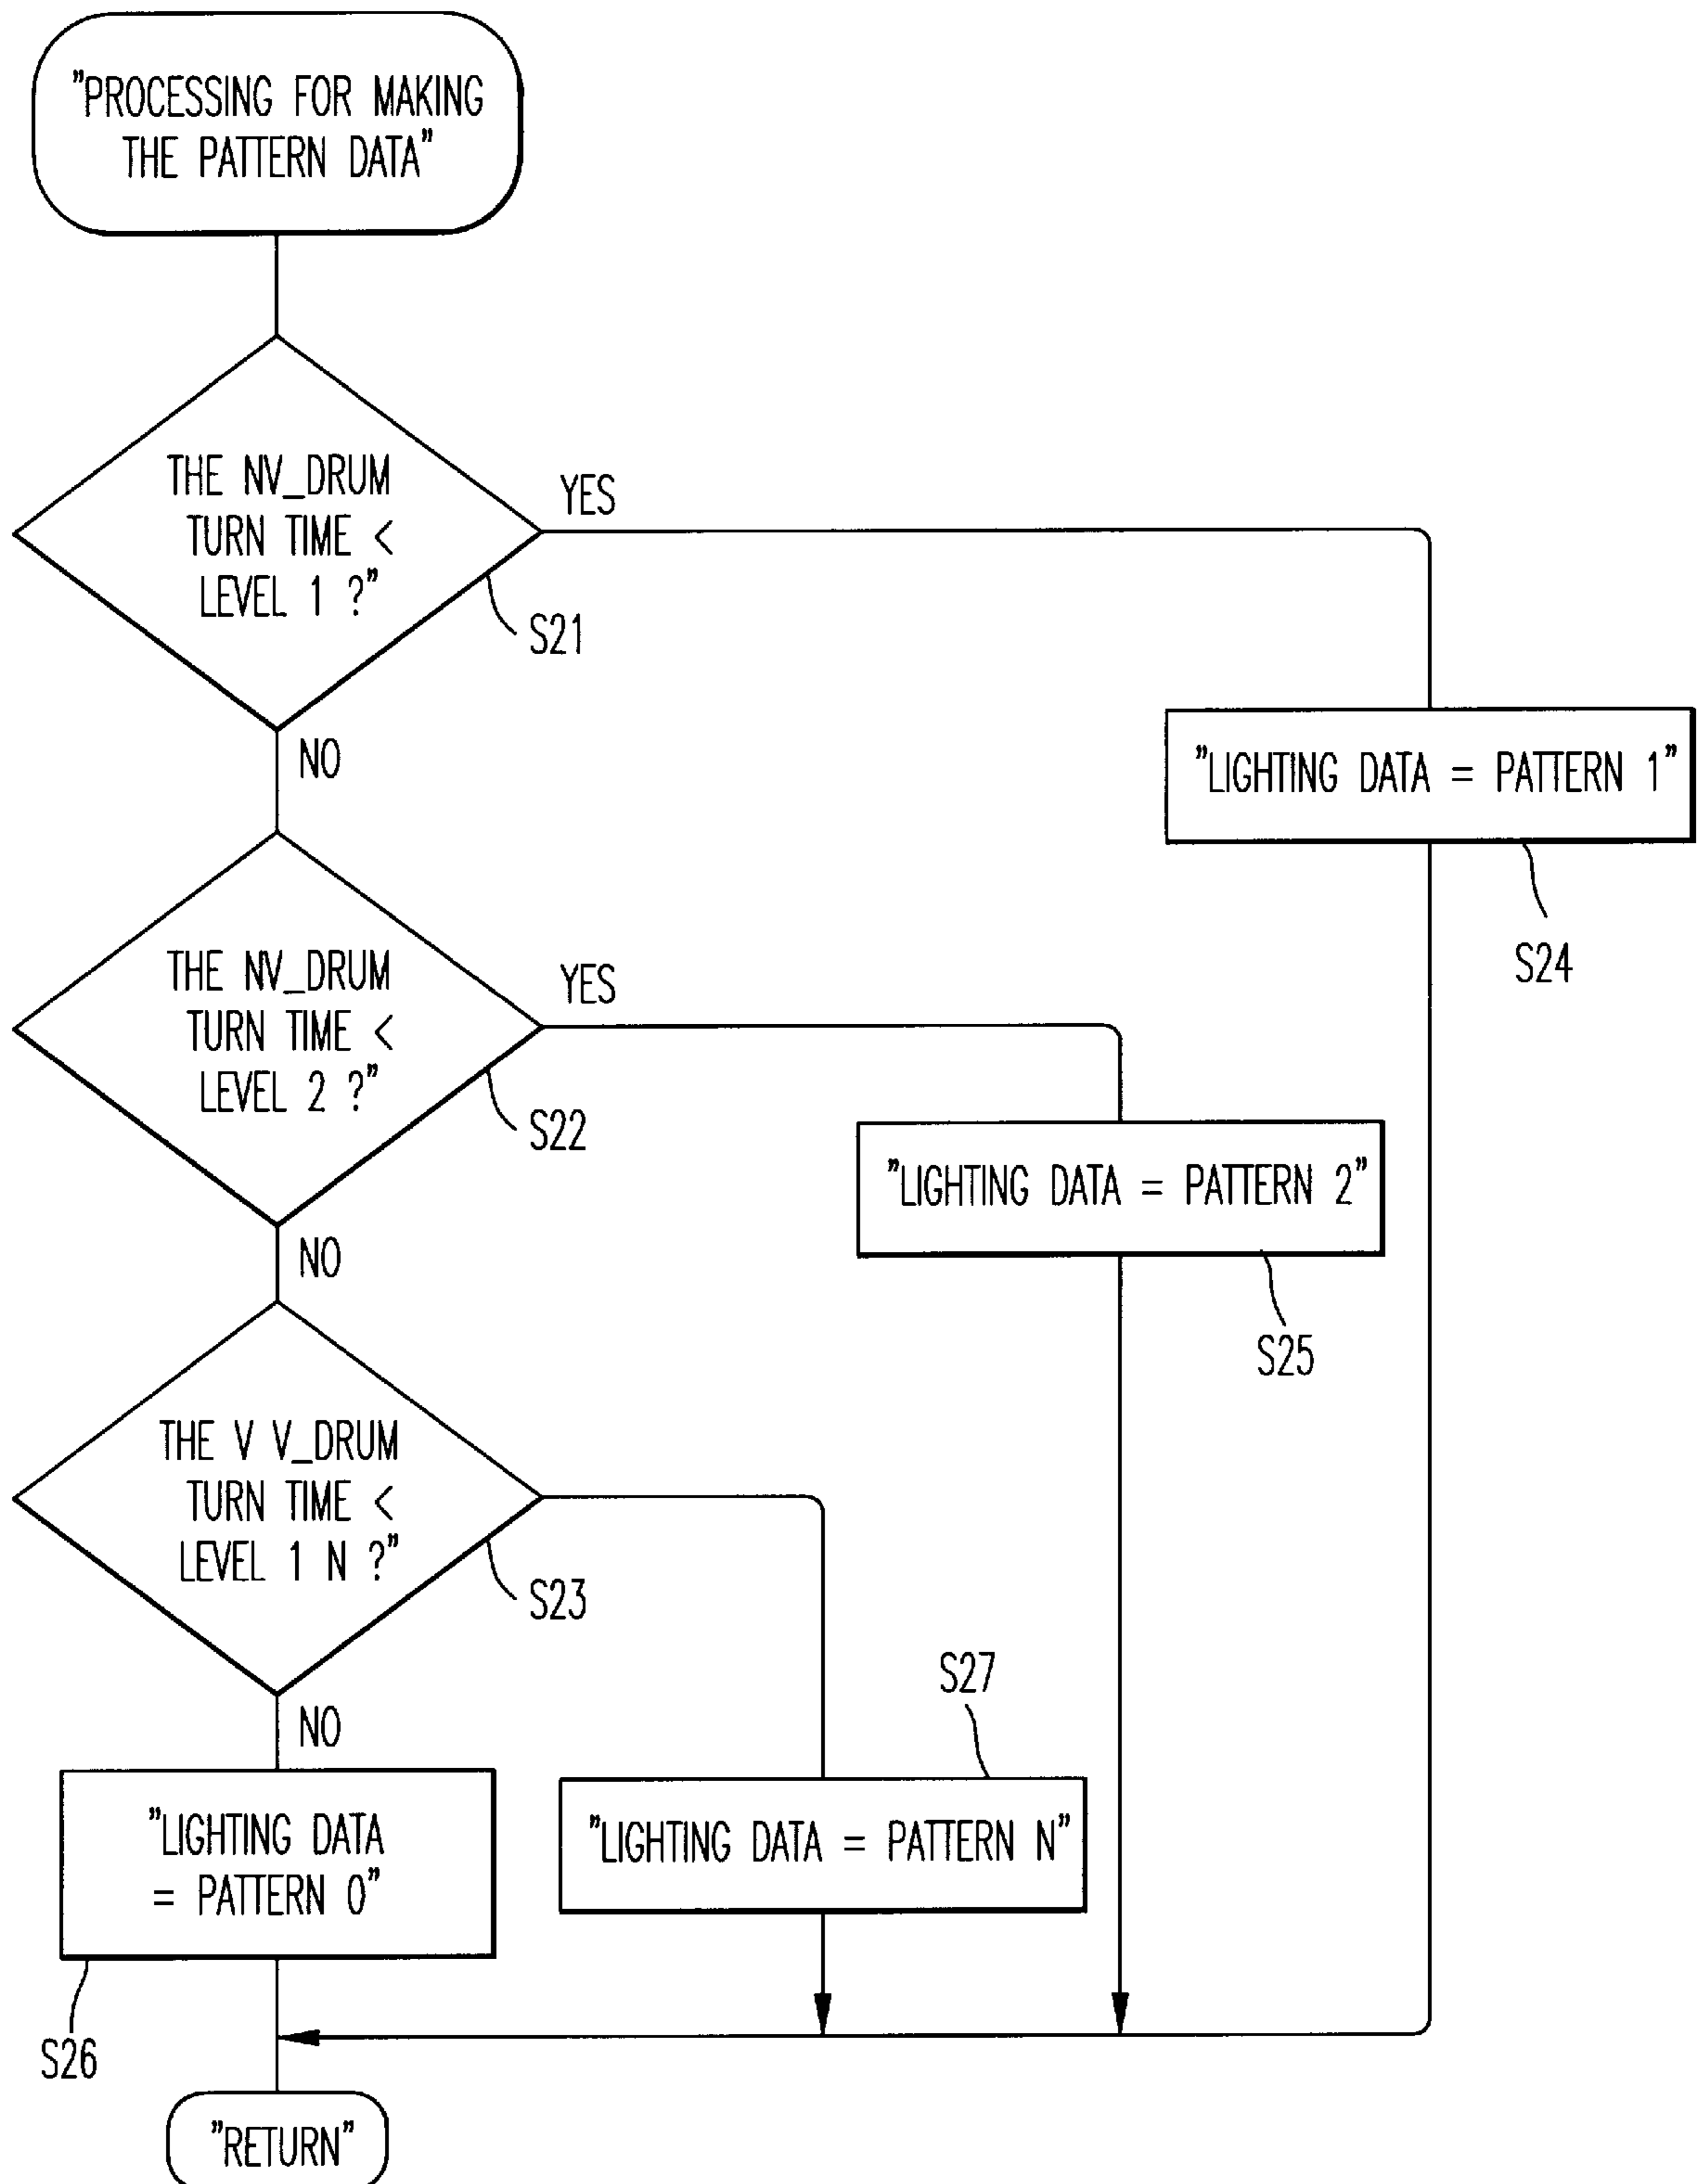 "PROCESSING FOR MAKING
THE PATTERN DATA"
THE NV_DRUM
TURN TIME <
LEVEL 1 ?"
YES
S21
NO
"LIGHTING DATA = PATTERN 1"
S24
THE NV_DRUM
TURN TIME <
LEVEL 2 ?"
YES
S22
NO
"LIGHTING DATA = PATTERN 2"
S25
THE V V_DRUM
TURN TIME <
LEVEL 1 N ?"
S23
NO
S27
"LIGHTING DATA = PATTERN N"
"LIGHTING DATA
= PATTERN 0"
S26
"RETURN"